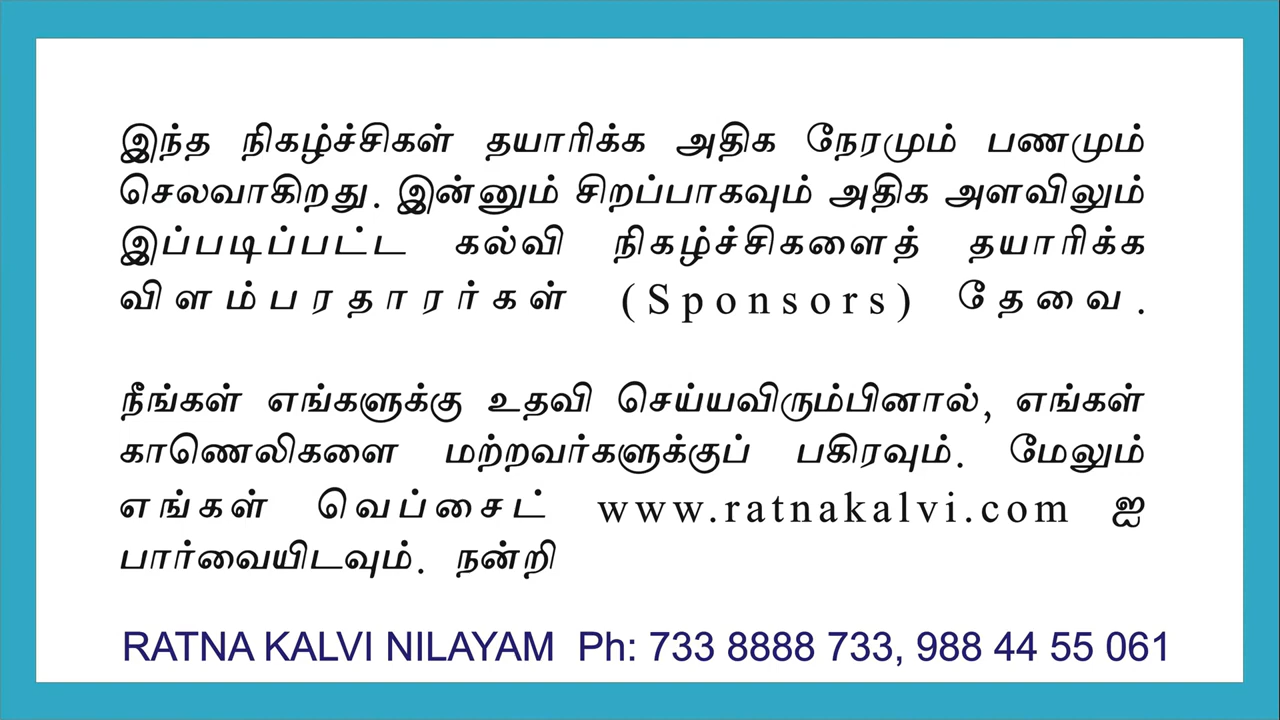 இந்த நிகழ்ச்சிகள் தயாரிக்க அதிக நேரமும் பணமும்
செலவாகிறது. இன்னும் சிறப்பாகவும் அதிக அளவிலும்
இப்படிப்பட்ட கல்வி நிகழ்ச்சிகளைத் தயாரிக்க
விளம்பரதாரர்கள் (Sponsors) தேவை.
நீங்கள் எங்களுக்கு உதவி செய்யவிரும்பினால், எங்கள்
காணெலிகளை மற்றவர்களுக்குப் பகிரவும். மேலும்
எங்கள் வெப்சைட் www.ratnakalvi.com ஐ
பார்வையிடவும். நன்றி
RATNA KALVI NILAYAM Ph: 733 8888 733, 988 44 55 061